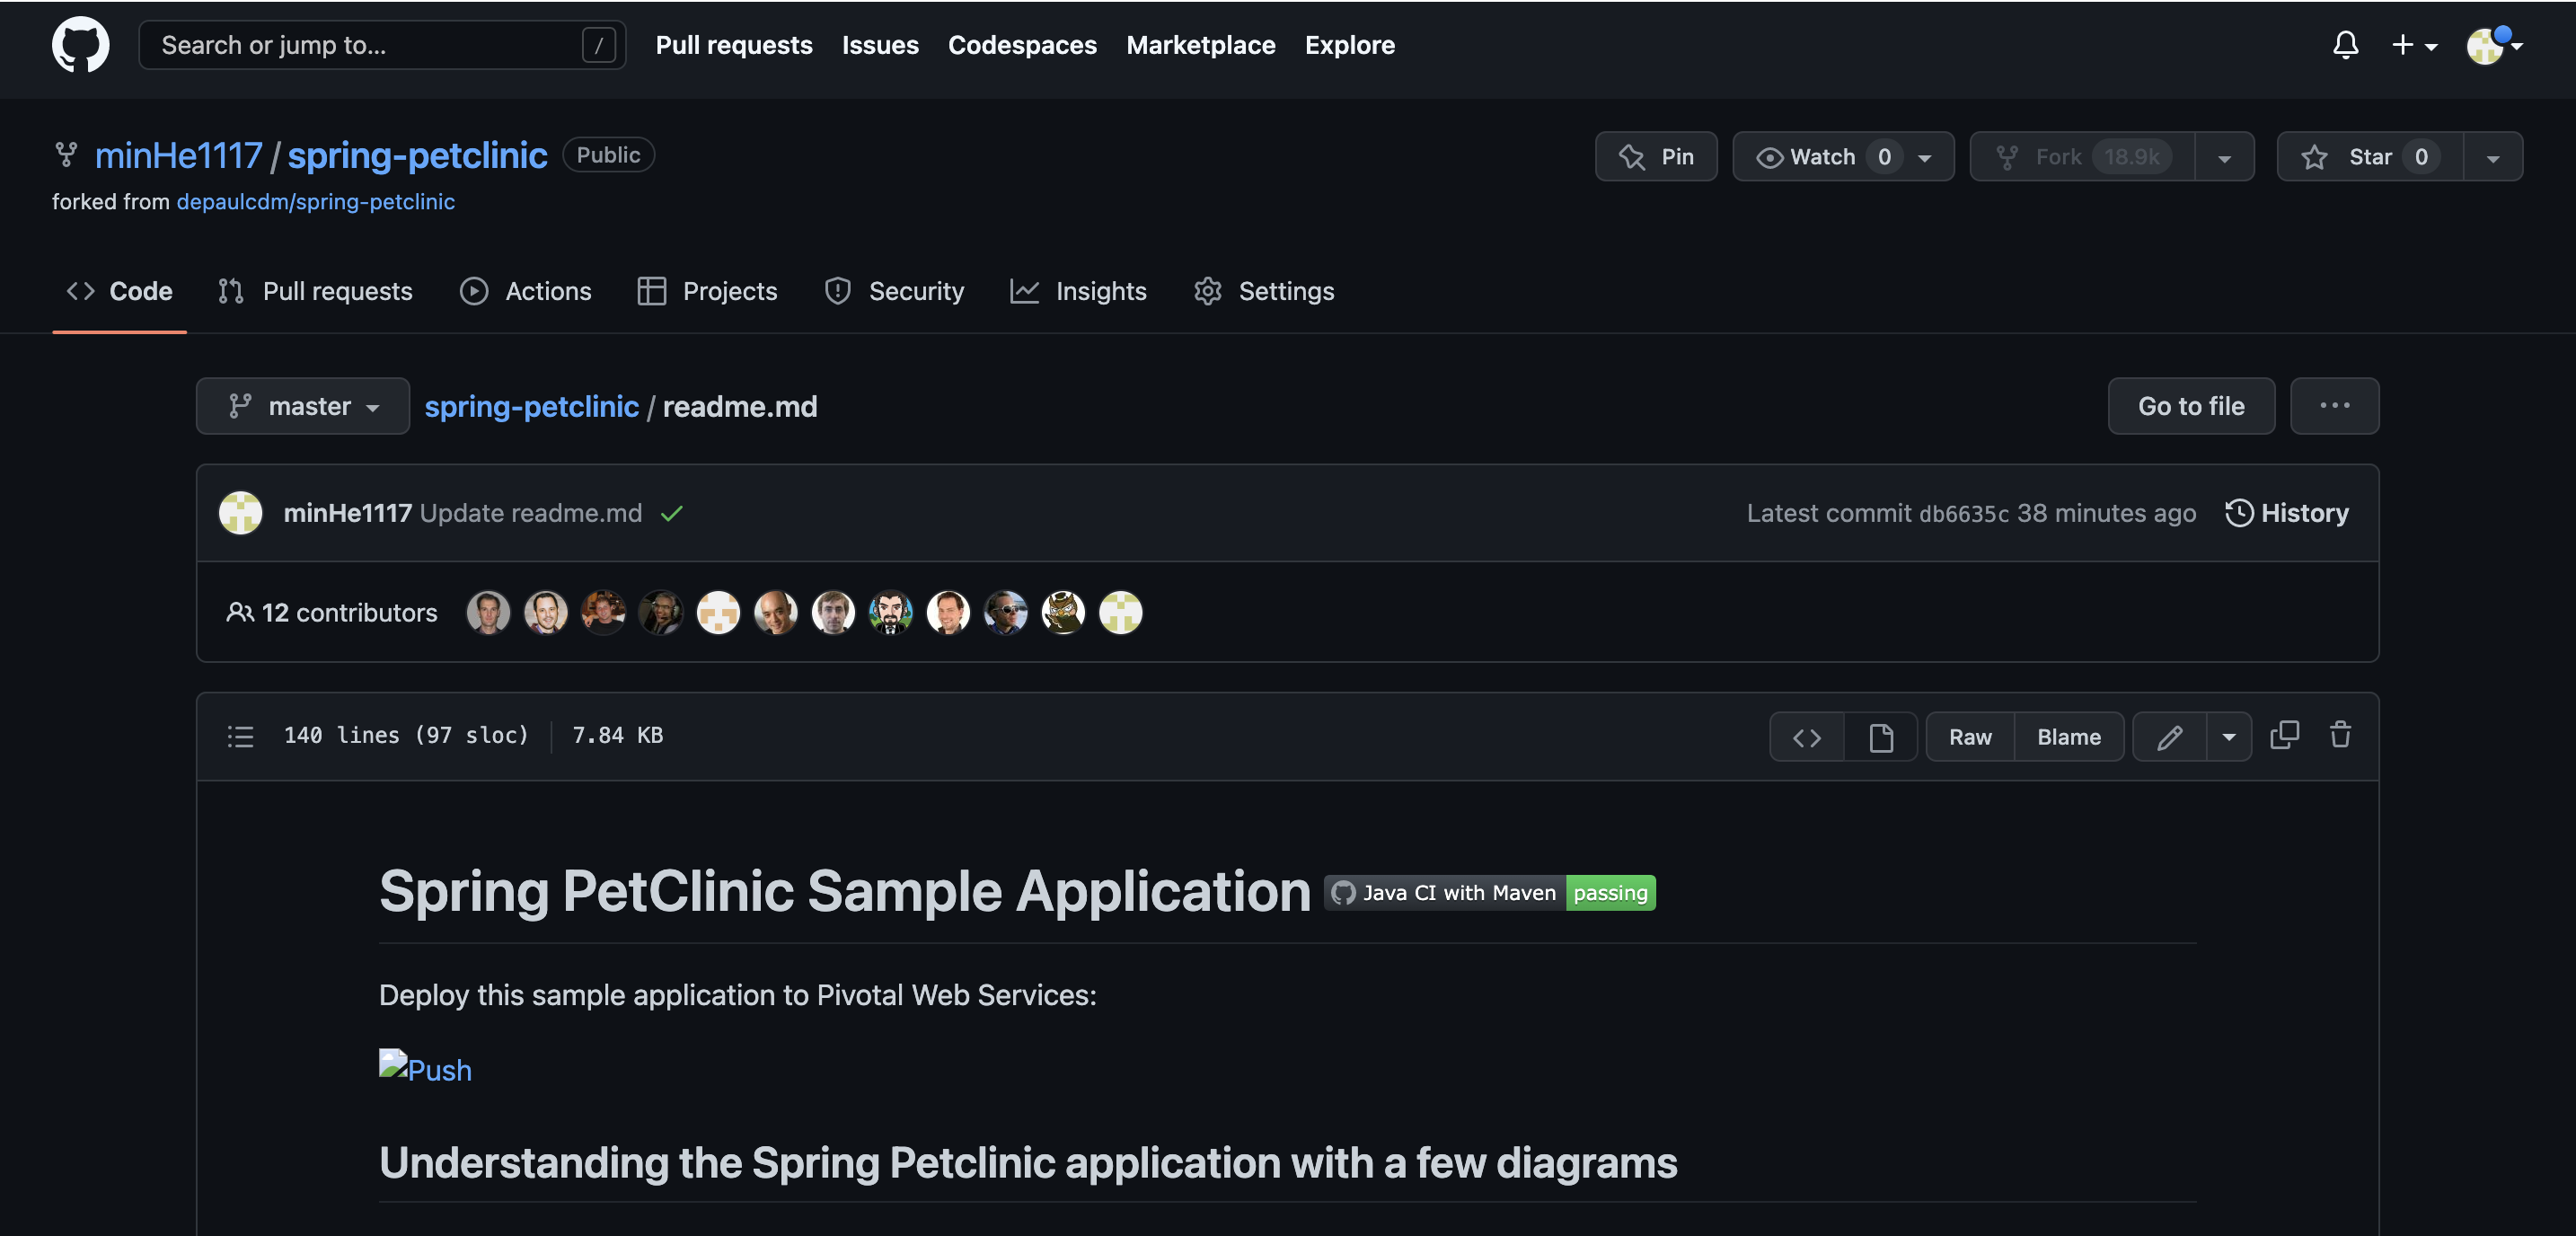 Search or jump to... /
Pull requests Issues Codespaces Marketplace Explore
minHe1117 / spring-petclinic Public
Pin Watch 0 Fork 18.9k Star 0
forked from depaulcdm/spring-petclinic
Code Pull requests Actions Projects Security Insights Settings
master spring-petclinic / readme.md Go to file
minHe1117 Update readme.md Latest commit db6635c 38 minutes ago History
12 contributors
140 lines (97 sloc) 7.84 KB Raw Blame
Spring PetClinic Sample Application Java CI with Maven passing
Deploy this sample application to Pivotal Web Services:
Push
Understanding the Spring Petclinic application with a few diagrams